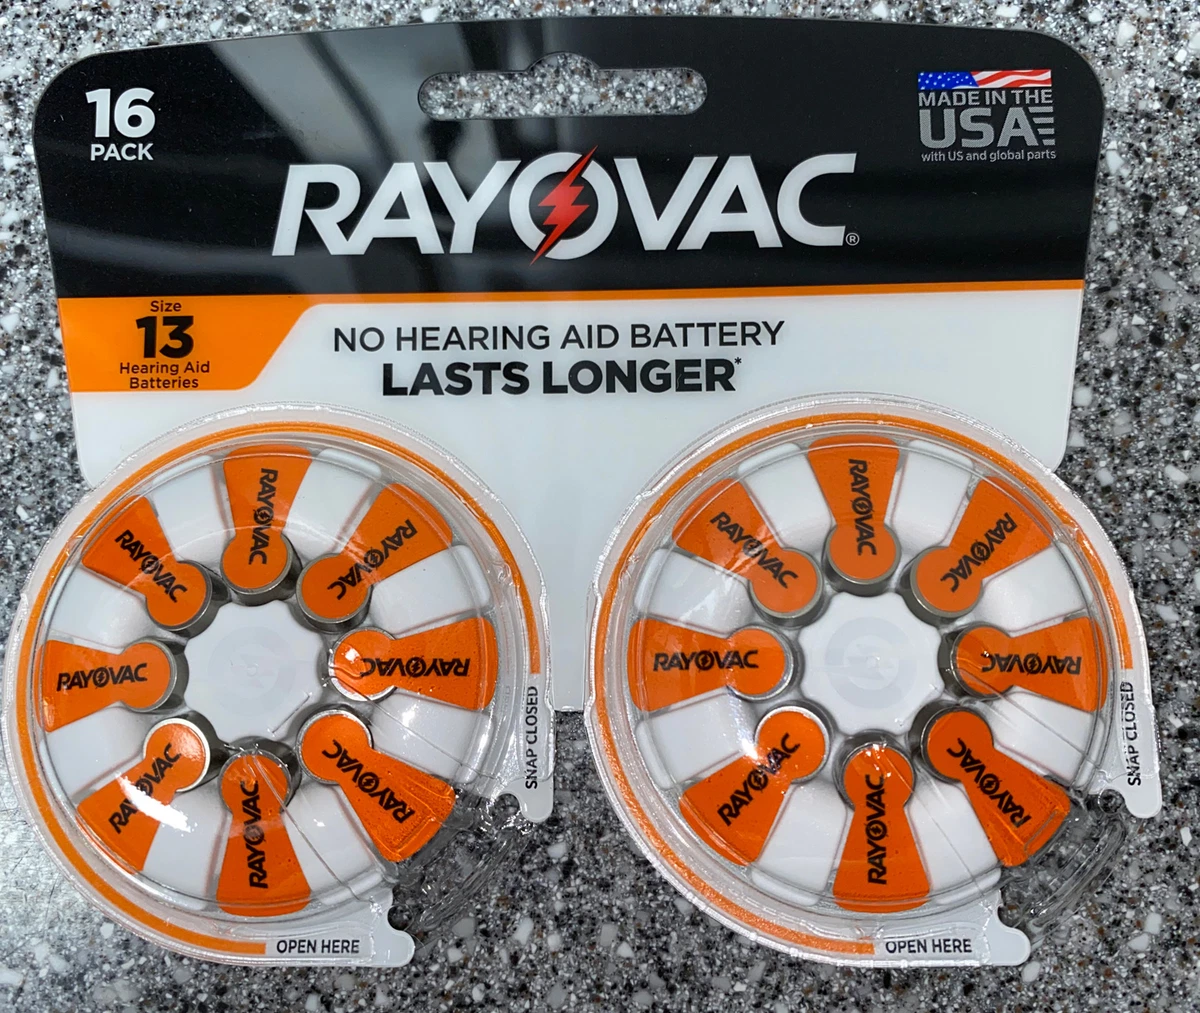 16
PACK
MADE IN THE
USA
with US and global parts
RAYOVAC®
Size
13
Hearing Aid
Batteries
NO HEARING AID BATTERY
LASTS LONGER*
RAYOVAC
RAYOVAC
RAYOVAC
RAYOVAC
RAYOVAC
RAYOVAC
RAYOVAC
RAYOVAC
SNAP CLOSED
OPEN HERE
RAYOVAC
RAYOVAC
RAYOVAC
RAYOVAC
RAYOVAC
RAYOVAC
RAYOVAC
RAYOVAC
SNAP CLOSED
OPEN HERE